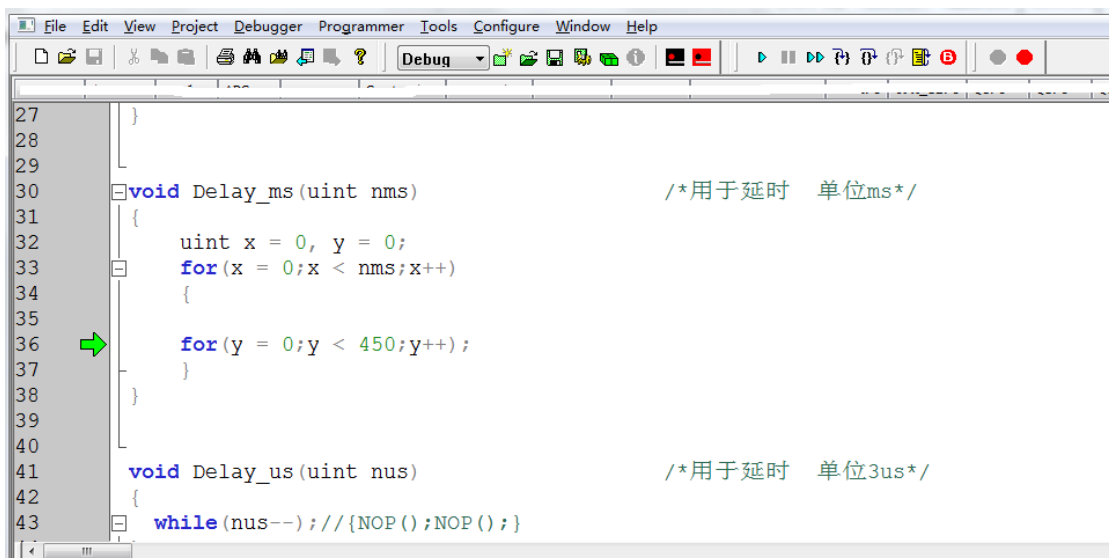 File Edit View Project Debugger Programmer Tools Configure Window Help
Debug
27 }
28
29
30 void Delay_ms(uint nms) /*用于延时 单位ms*/
31 {
32 uint x = 0, y = 0;
33 for(x = 0;x < nms;x++)
34 {
35
36 for(y = 0;y < 450;y++);
37 }
38 }
39
40
41 void Delay_us(uint nus) /*用于延时 单位3us*/
42 {
43 while(nus--);//{NOP();NOP();}